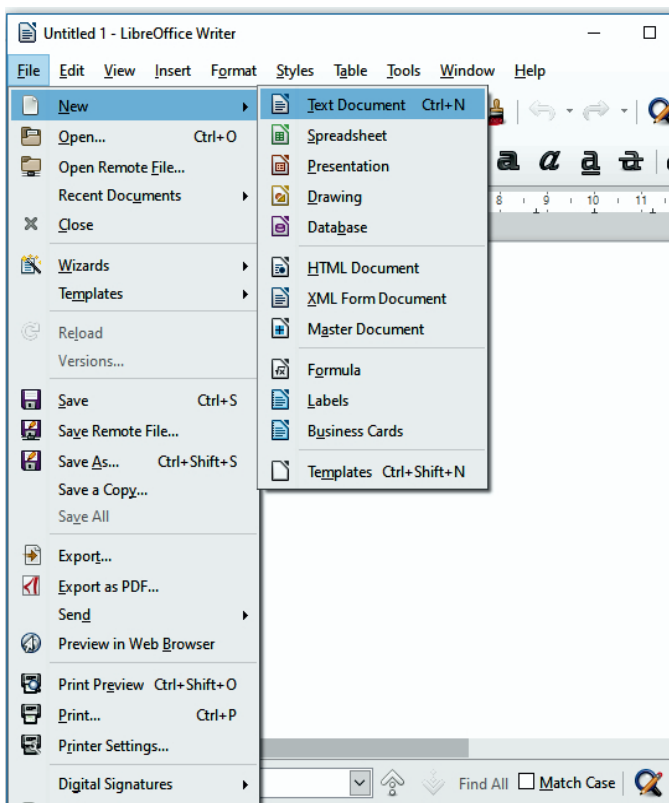 Untitled 1 - LibreOffice Writer
File Edit View Insert Format Styles Table Tools Window Help
New
Open... Ctrl+O
Open Remote File...
Recent Documents
Close
Wizards
Templates
Reload
Versions...
Save Ctrl+S
Save Remote File...
Save As... Ctrl+Shift+S
Save a Copy...
Save All
Export...
Export as PDF...
Send
Preview in Web Browser
Print Preview Ctrl+Shift+O
Print... Ctrl+P
Printer Settings...
Digital Signatures
Text Document Ctrl+N
Spreadsheet
Presentation
Drawing
Database
HTML Document
XML Form Document
Master Document
Formula
Labels
Business Cards
Templates Ctrl+Shift+N
a a a a
8 9 10 11
Find All Match Case